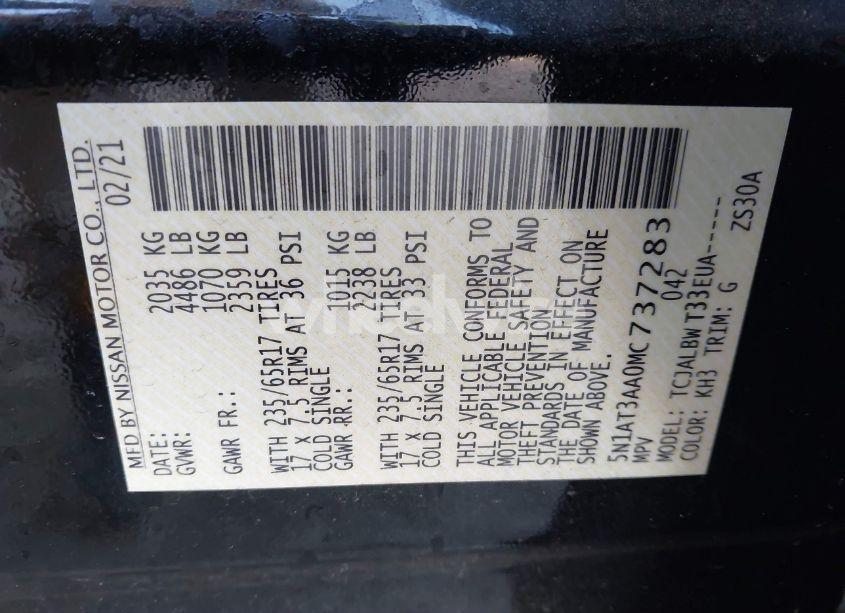 MFD BY NISSAN MOTOR CO., LTD.
DATE: 02/21
GVWR: 2035 KG
4486 LB
GAWR FR.: 1070 KG
2359 LB
WITH 235/65R17 TIRES
17 X 7.5 RIMS AT 36 PSI
COLD SINGLE
GAWR RR.: 1015 KG
2238 LB
WITH 235/65R17 TIRES
17 X 7.5 RIMS AT 33 PSI
COLD SINGLE
THIS VEHICLE CONFORMS TO
ALL APPLICABLE FEDERAL
MOTOR VEHICLE SAFETY AND
THEFT PREVENTION
STANDARDS IN EFFECT ON
THE DATE OF MANUFACTURE
SHOWN ABOVE.
5N1AT3AA0MC737283
MPV 042
MODEL: TCJALBWT33EUA-----
COLOR: KH3 TRIM: G ZS30A